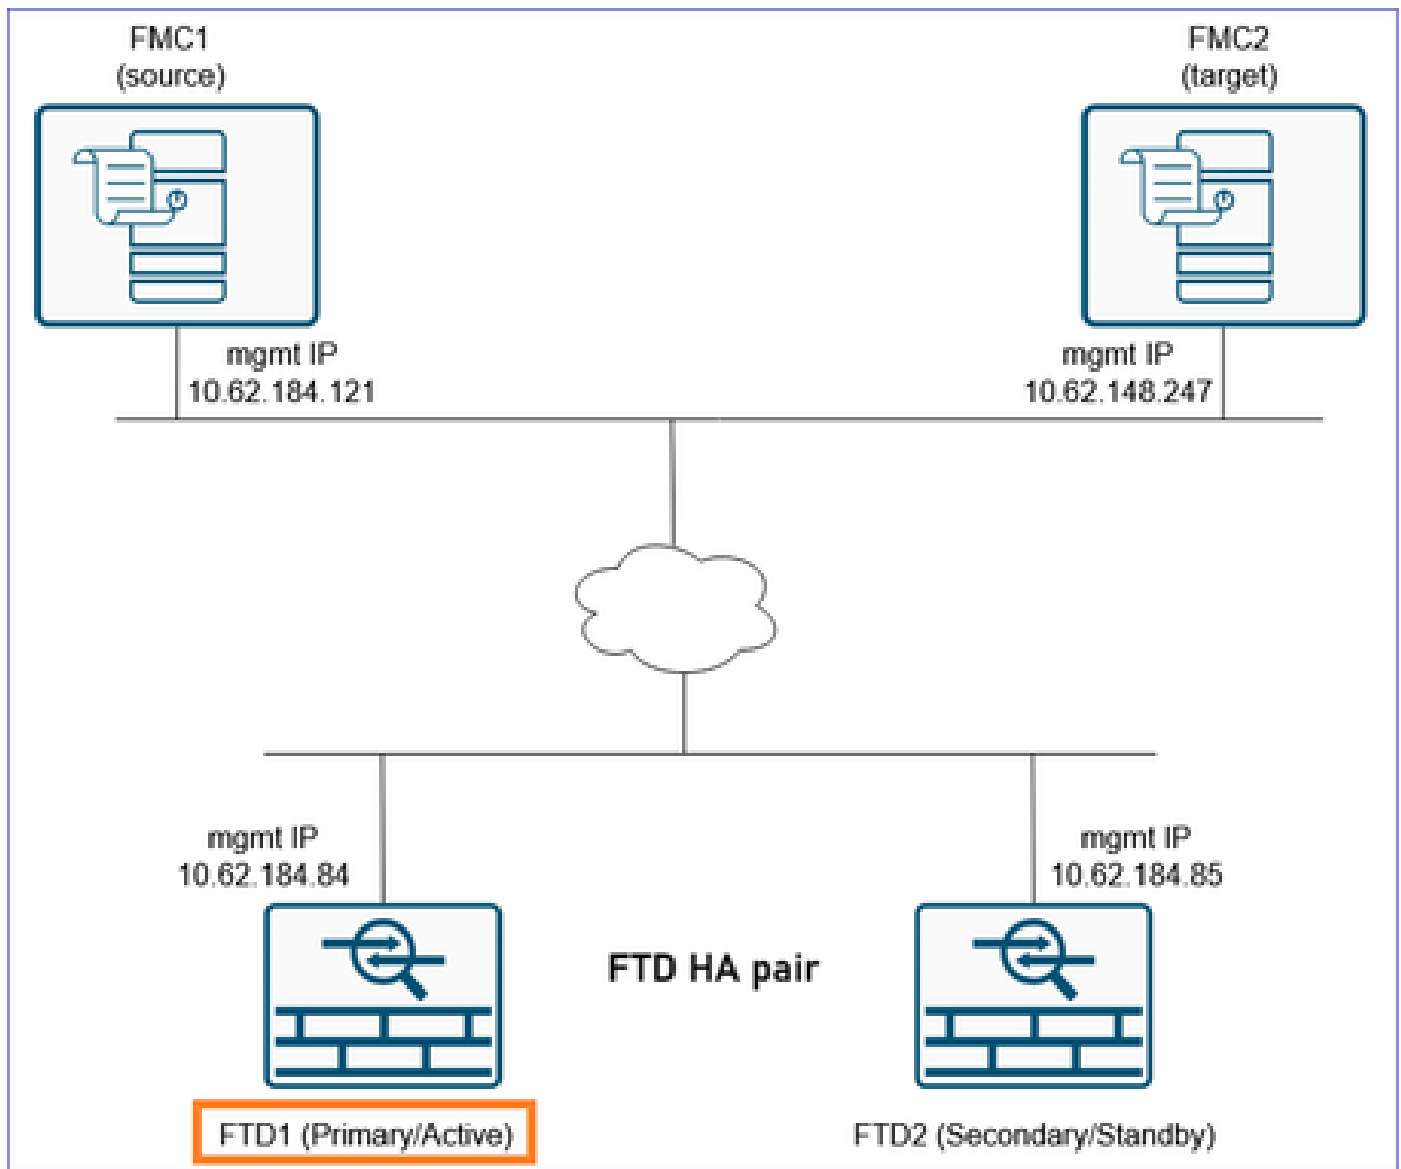 FMC1
(source)
FMC2
(target)
mgmt IP
10.62.184.121
mgmt IP
10.62.148.247
mgmt IP
10.62.184.84
mgmt IP
10.62.184.85
FTD HA pair
FTD1 (Primary/Active)
FTD2 (Secondary/Standby)